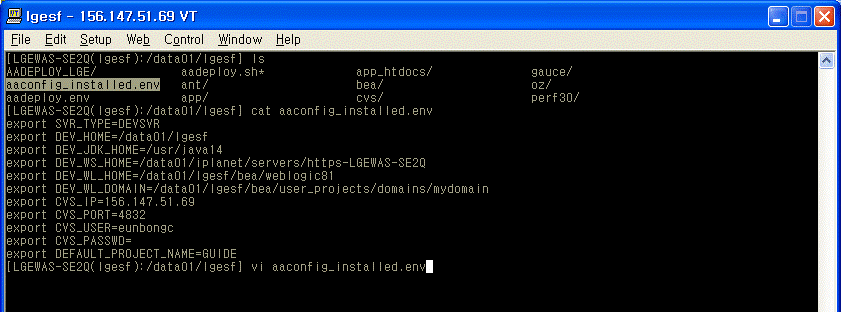 lgesf - 156.147.51.69 VT
File Edit Setup Web Control Window Help
[LGEWAS-SE2Q(lgesf):/data01/lgesf] ls
AADEPLOY_LGE/ aadeploy.sh* app_htdocs/ gauce/
aaconfig_installed.env ant/ bea/ oz/
aadeploy.env app/ cvs/ perf30/
[LGEWAS-SE2Q(lgesf):/data01/lgesf] cat aaconfig_installed.env
export SVR_TYPE=DEVSVR
export DEV_HOME=/data01/lgesf
export DEV_JDK_HOME=/usr/java14
export DEV_WS_HOME=/data01/iplanet/servers/https-LGEWAS-SE2Q
export DEV_WL_HOME=/data01/lgesf/bea/weblogic81
export DEV_WL_DOMAIN=/data01/lgesf/bea/user_projects/domains/mydomain
export CVS_IP=156.147.51.69
export CVS_PORT=4832
export CVS_USER=eunbongc
export CVS_PASSWD=
export DEFAULT_PROJECT_NAME=GUIDE
[LGEWAS-SE2Q(lgesf):/data01/lgesf] vi aaconfig_installed.env